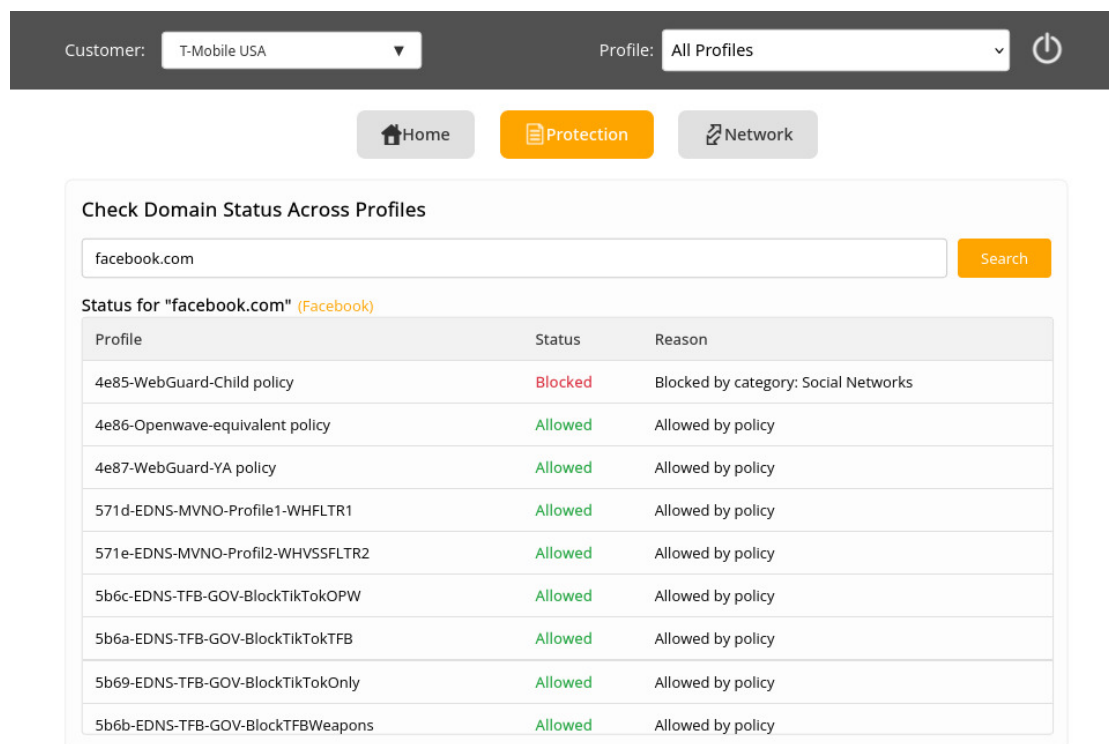 Customer: T-Mobile USA ▼ Profile: All Profiles
Home Protection Network
Check Domain Status Across Profiles
facebook.com Search
Status for "facebook.com" (Facebook)
Profile Status Reason
4e85-WebGuard-Child policy Blocked Blocked by category: Social Networks
4e86-Openwave-equivalent policy Allowed Allowed by policy
4e87-WebGuard-YA policy Allowed Allowed by policy
571d-EDNS-MVNO-Profile1-WHFLTR1 Allowed Allowed by policy
571e-EDNS-MVNO-Profil2-WHVSSFLTR2 Allowed Allowed by policy
5b6c-EDNS-TFB-GOV-BlockTikTokOPW Allowed Allowed by policy
5b6a-EDNS-TFB-GOV-BlockTikTokTFB Allowed Allowed by policy
5b69-EDNS-TFB-GOV-BlockTikTokOnly Allowed Allowed by policy
5b6b-EDNS-TFB-GOV-BlockTFBWeapons Allowed Allowed by policy